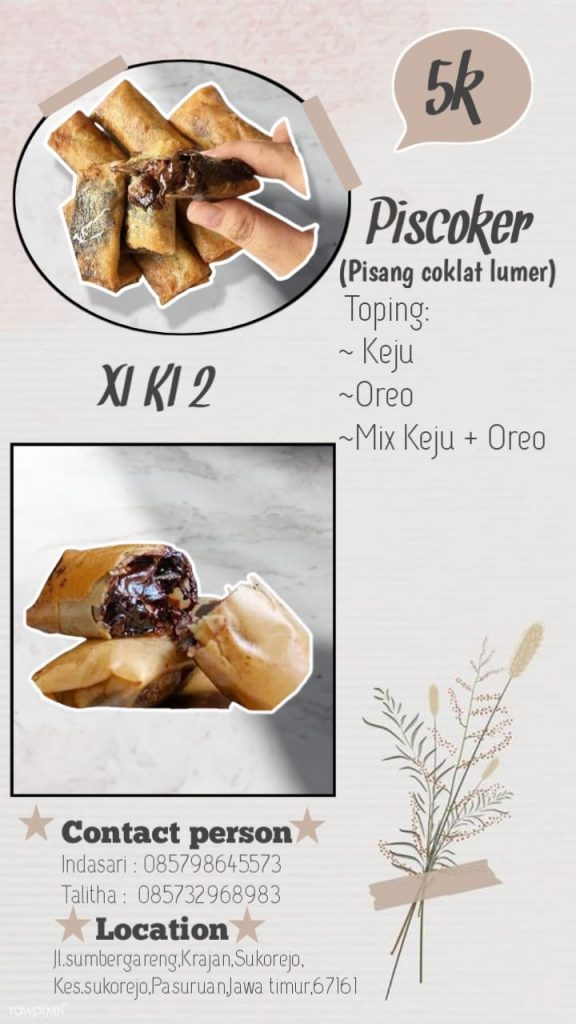 5k
Piscoker
(Pisang coklat lumer)
Toping:
~ Keju
~Oreo
~Mix Keju + Oreo
XI KI 2
Contact person
Indasari : 085798645573
Talitha : 085732968983
Location
Jl.sumbergareng,Krajan,Sukorejo,
Kes.sukorejo,Pasuruan,Jawa timur,67161
rawpixel